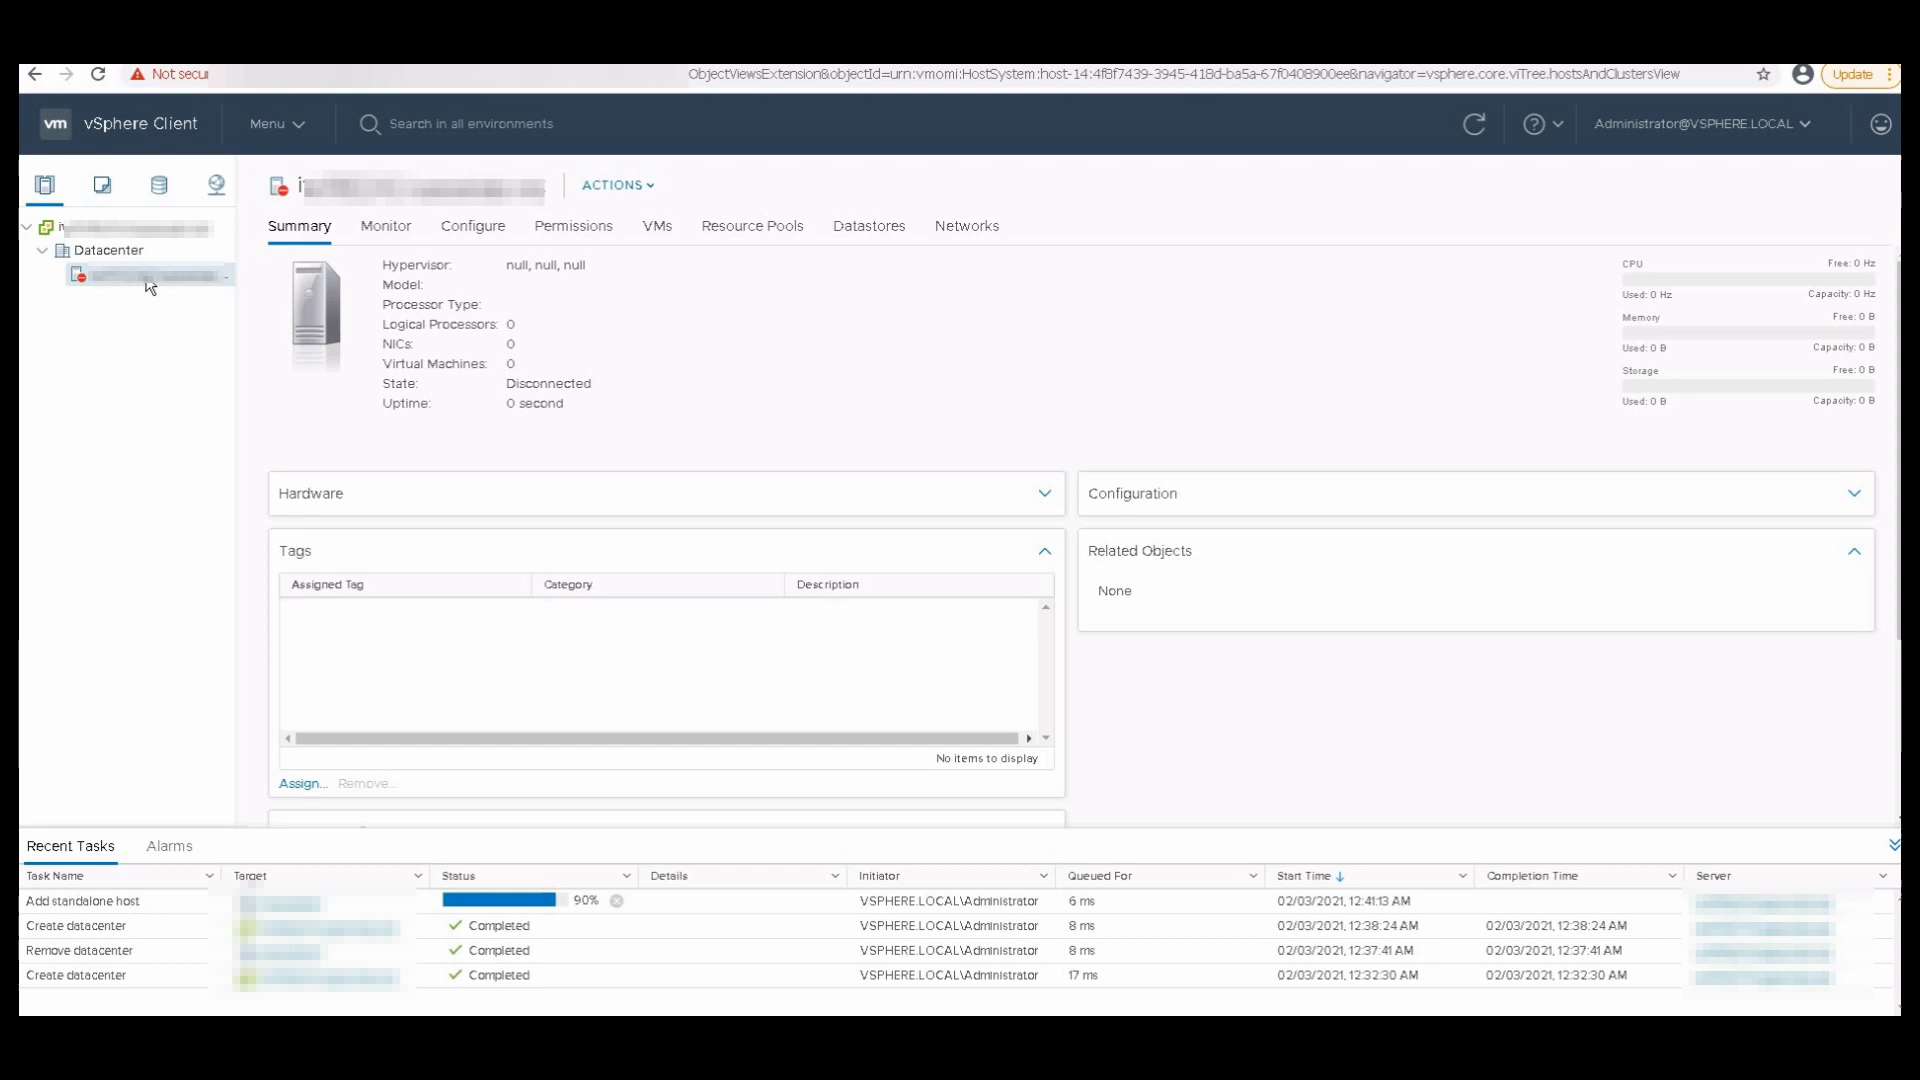 Not secur
ObjectViewsExtension&objectId=urn:vmomi:HostSystem:host-14:4f8f7439-3945-418d-ba5a-67f0408900ee&navigator=vsphere.core.viTree.hostsAndClustersView
Update
vm vSphere Client Menu Search in all environments Administrator@VSPHERE.LOCAL
ACTIONS
Datacenter
Summary Monitor Configure Permissions VMs Resource Pools Datastores Networks
Hypervisor: null, null, null
Model:
Processor Type:
Logical Processors: 0
NICs: 0
Virtual Machines: 0
State: Disconnected
Uptime: 0 second
CPU Free: 0 Hz
Used: 0 Hz Capacity: 0 Hz
Memory Free: 0 B
Used: 0 B Capacity: 0 B
Storage Free: 0 B
Used: 0 B Capacity: 0 B
Hardware
Configuration
Tags
Assigned Tag Category Description
No items to display
Assign... Remove...
Related Objects
None
Recent Tasks Alarms
Task Name Target Status Details Initiator Queued For Start Time Completion Time Server
Add standalone host 90% VSPHERE.LOCAL\Administrator 6 ms 02/03/2021, 12:41:13 AM
Create datacenter Completed VSPHERE.LOCAL\Administrator 8 ms 02/03/2021, 12:38:24 AM 02/03/2021, 12:38:24 AM
Remove datacenter Completed VSPHERE.LOCAL\Administrator 8 ms 02/03/2021, 12:37:41 AM 02/03/2021, 12:37:41 AM
Create datacenter Completed VSPHERE.LOCAL\Administrator 17 ms 02/03/2021, 12:32:30 AM 02/03/2021, 12:32:30 AM